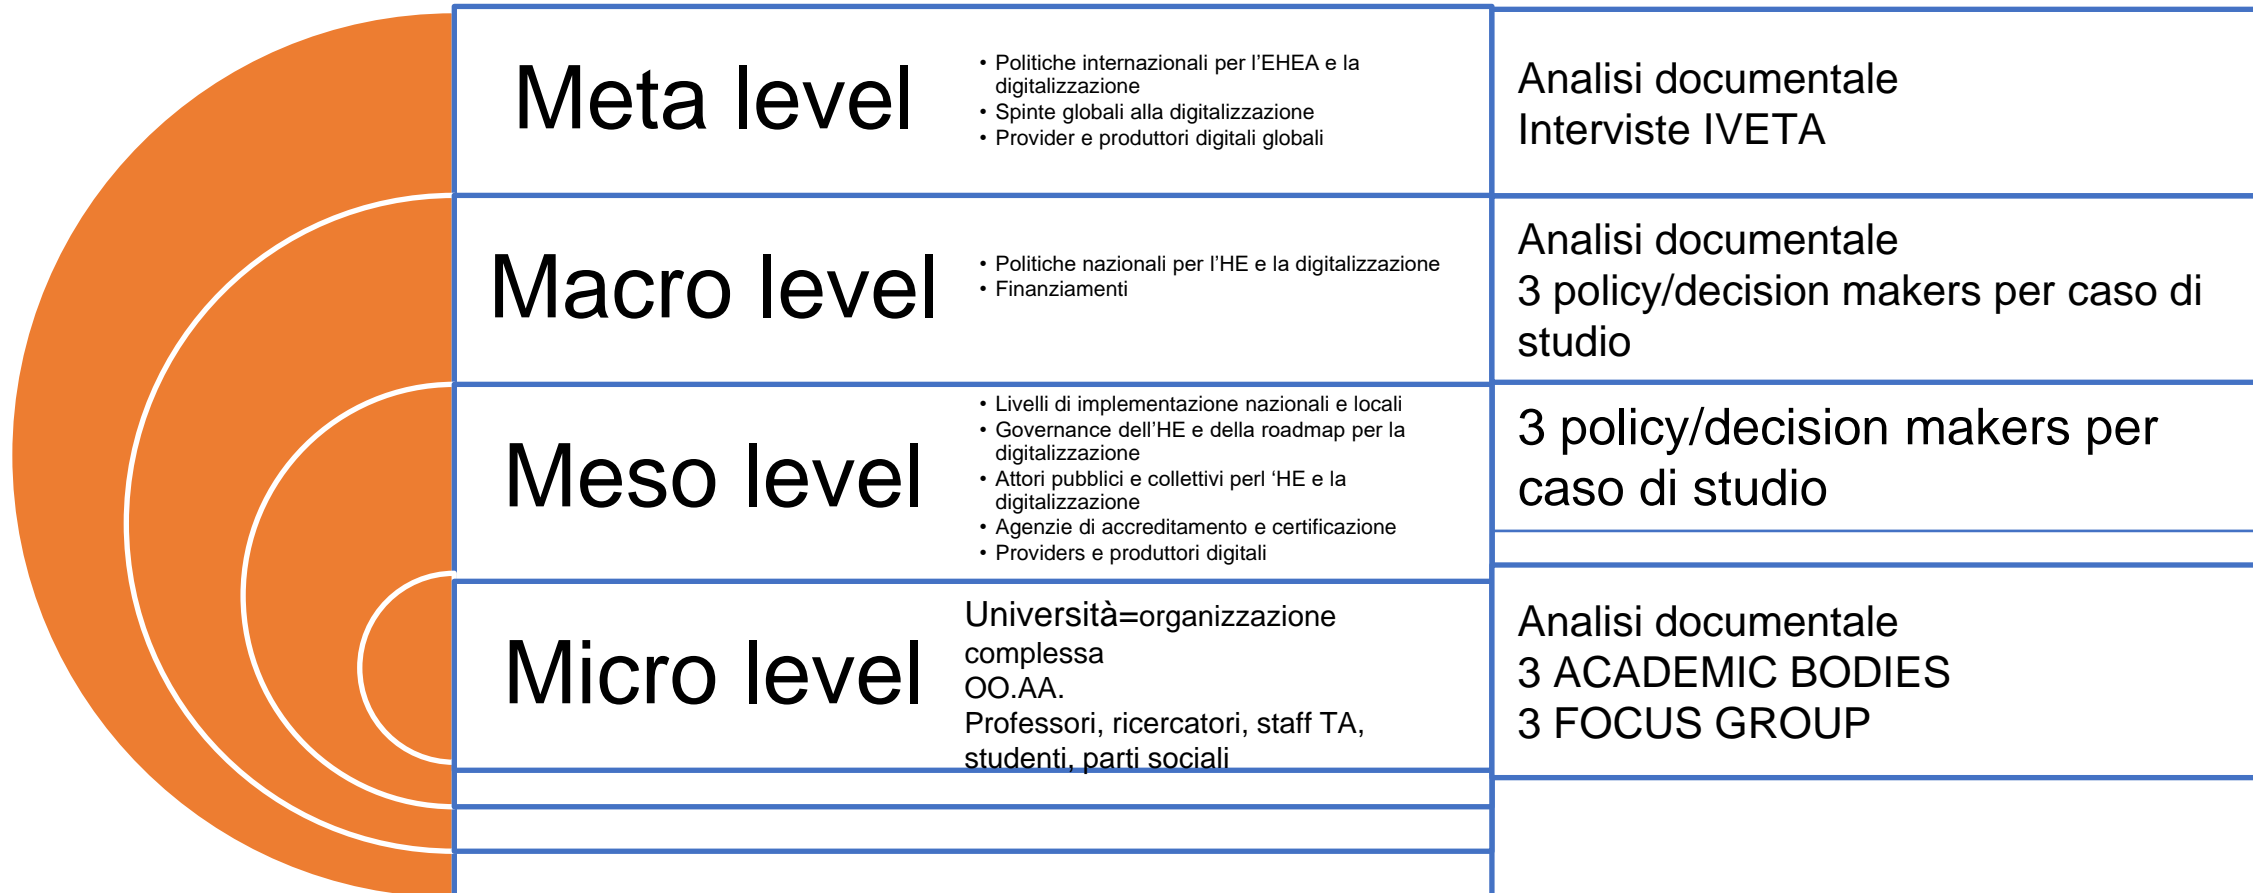 Meta level
• Politiche internazionali per l'EHEA e la
digitalizzazione
• Spinte globali alla digitalizzazione
• Provider e produttori digitali globali
Analisi documentale
Interviste IVETA
Macro level
• Politiche nazionali per l'HE e la digitalizzazione
• Finanziamenti
Analisi documentale
3 policy/decision makers per caso di
studio
Meso level
• Livelli di implementazione nazionali e locali
• Governance dell'HE e della roadmap per la
digitalizzazione
• Attori pubblici e collettivi perl 'HE e la
digitalizzazione
• Agenzie di accreditamento e certificazione
• Providers e produttori digitali
3 policy/decision makers per
caso di studio
Micro level
Università=organizzazione
complessa
OO.AA.
Professori, ricercatori, staff TA,
studenti, parti sociali
Analisi documentale
3 ACADEMIC BODIES
3 FOCUS GROUP